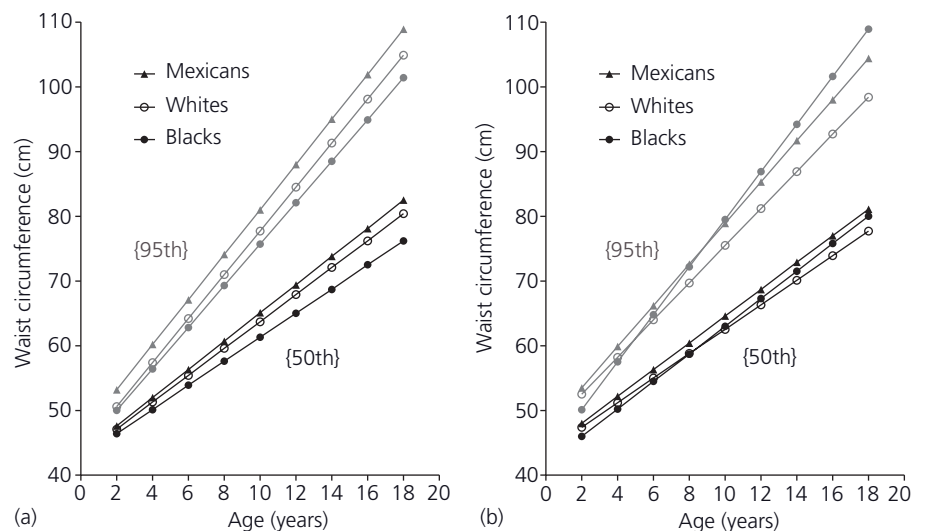 110
100
90
80
70
60
50
40
0 2 4 6 8 10 12 14 16 18 20
Waist circumference (cm)
Age (years)
Mexicans
Whites
Blacks
{95th}
{50th}
(a)
110
100
90
80
70
60
50
40
0 2 4 6 8 10 12 14 16 18 20
Waist circumference (cm)
Age (years)
Mexicans
Whites
Blacks
{95th}
{50th}
(b)